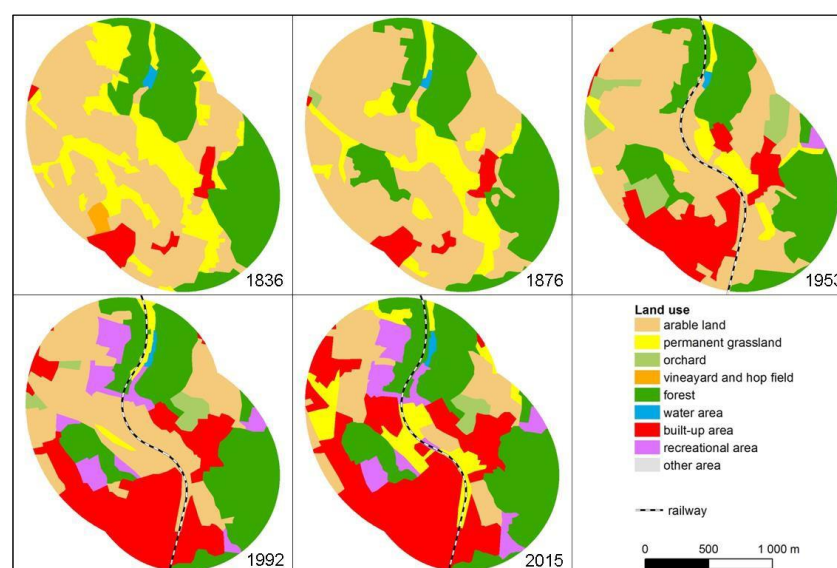 1836
1876
1953
1992
2015
Land use
arable land
permanent grassland
orchard
vineayard and hop field
forest
water area
built-up area
recreational area
other area
railway
0 500 1 000 m